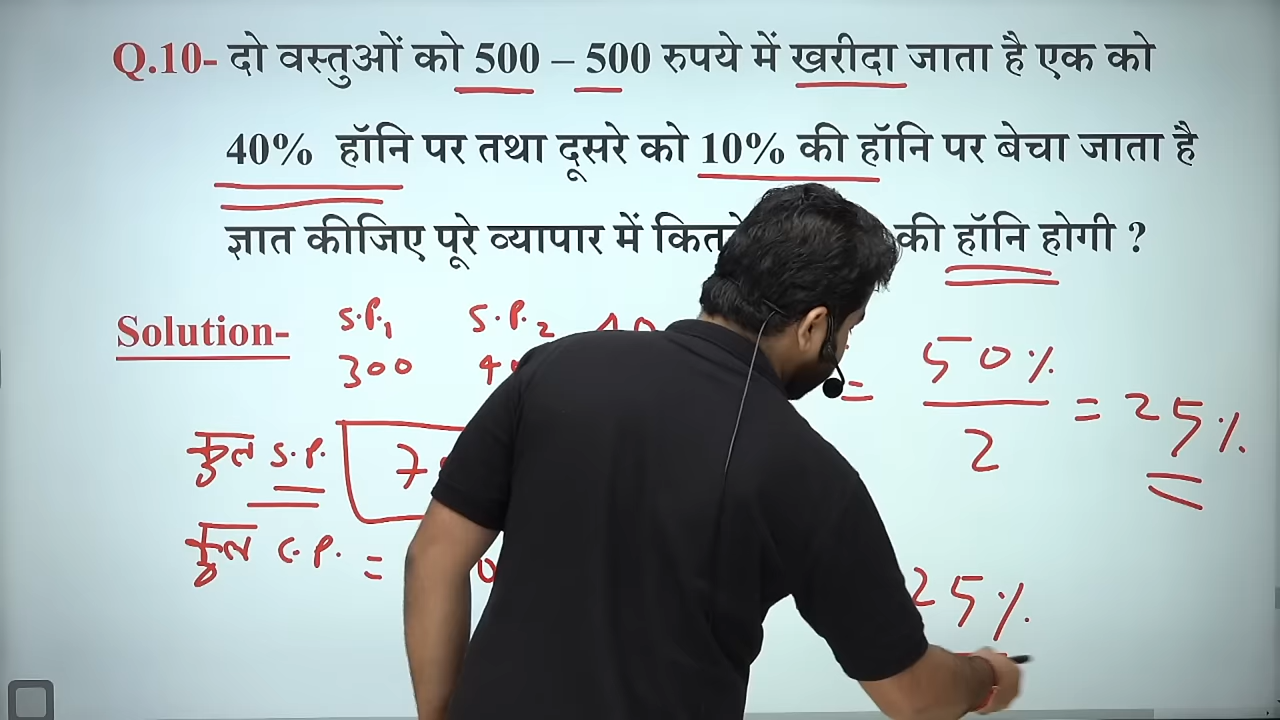 Q.10- दो वस्तुओं को 500 – 500 रुपये में खरीदा जाता है एक को
40% हॉनि पर तथा दूसरे को 10% की हॉनि पर बेचा जाता है
ज्ञात कीजिए पूरे व्यापार में की हॉनि होगी ?
Solution- S.P.1 S.P.2
300
= 50% / 2 = 25%
कुल S.P.
कुल C.P. =
25%